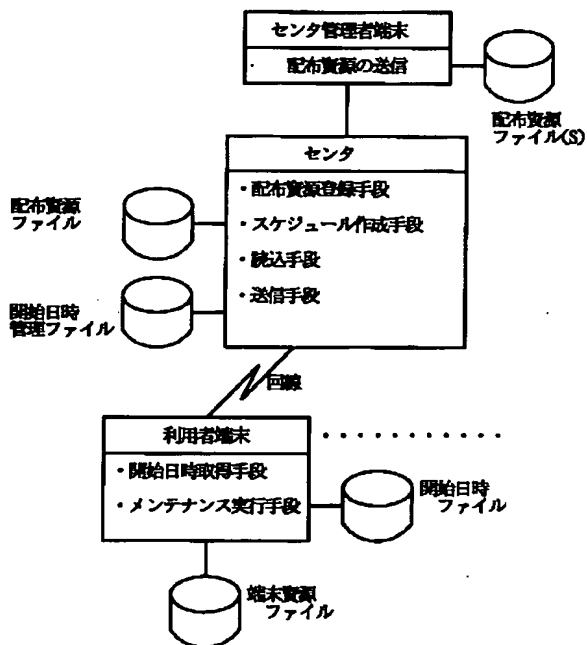 センタ管理者端末
配布資源の送信
配布資源
ファイル(S)
センタ
・配布資源登録手段
・スケジュール作成手段
・読込手段
・送信手段
配布資源
ファイル
開始日時
管理ファイル
回線
利用者端末
・開始日時取得手段
・メンテナンス実行手段
開始日時
ファイル
端末資源
ファイル